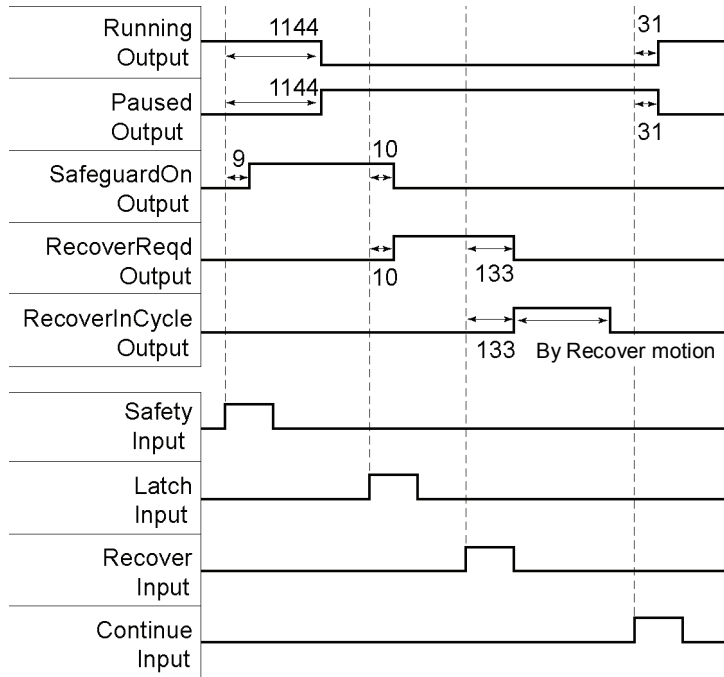 Running
Output
1144
31
Paused
Output
1144
31
SafeguardOn
Output
9
10
RecoverReqd
Output
10
133
RecoverInCycle
Output
133
By Recover motion
Safety
Input
Latch
Input
Recover
Input
Continue
Input